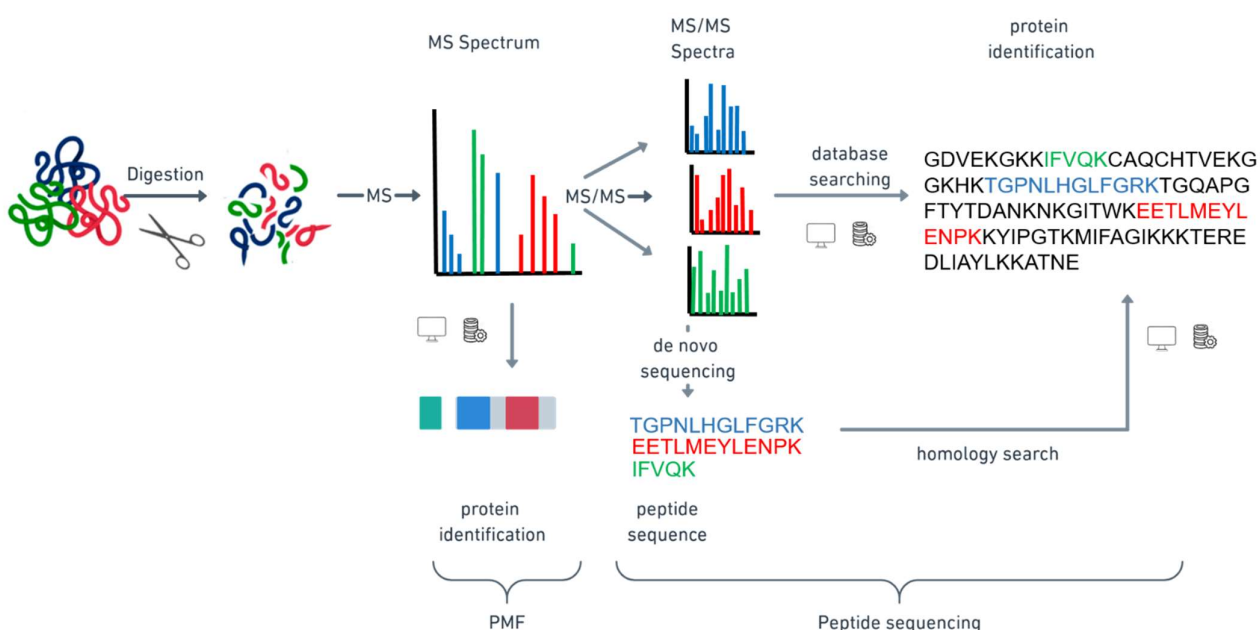 MS Spectrum
MS/MS
Spectra
protein
identification
Digestion
MS
MS/MS
database
searching
GDVEKGKKIFVQKCAQCHTVEKG
GKHKTGPNLHGLFGRKTGQAPG
FTYTDANKNKGITWKEETLMEYL
ENPKKYIPGTKMIFAGIKKKTERE
DLIAYLKKATNE
de novo
sequencing
TGPNLHGLFGRK
EETLMEYLENPK
IFVQK
homology search
protein
identification
peptide
sequence
PMF
Peptide sequencing